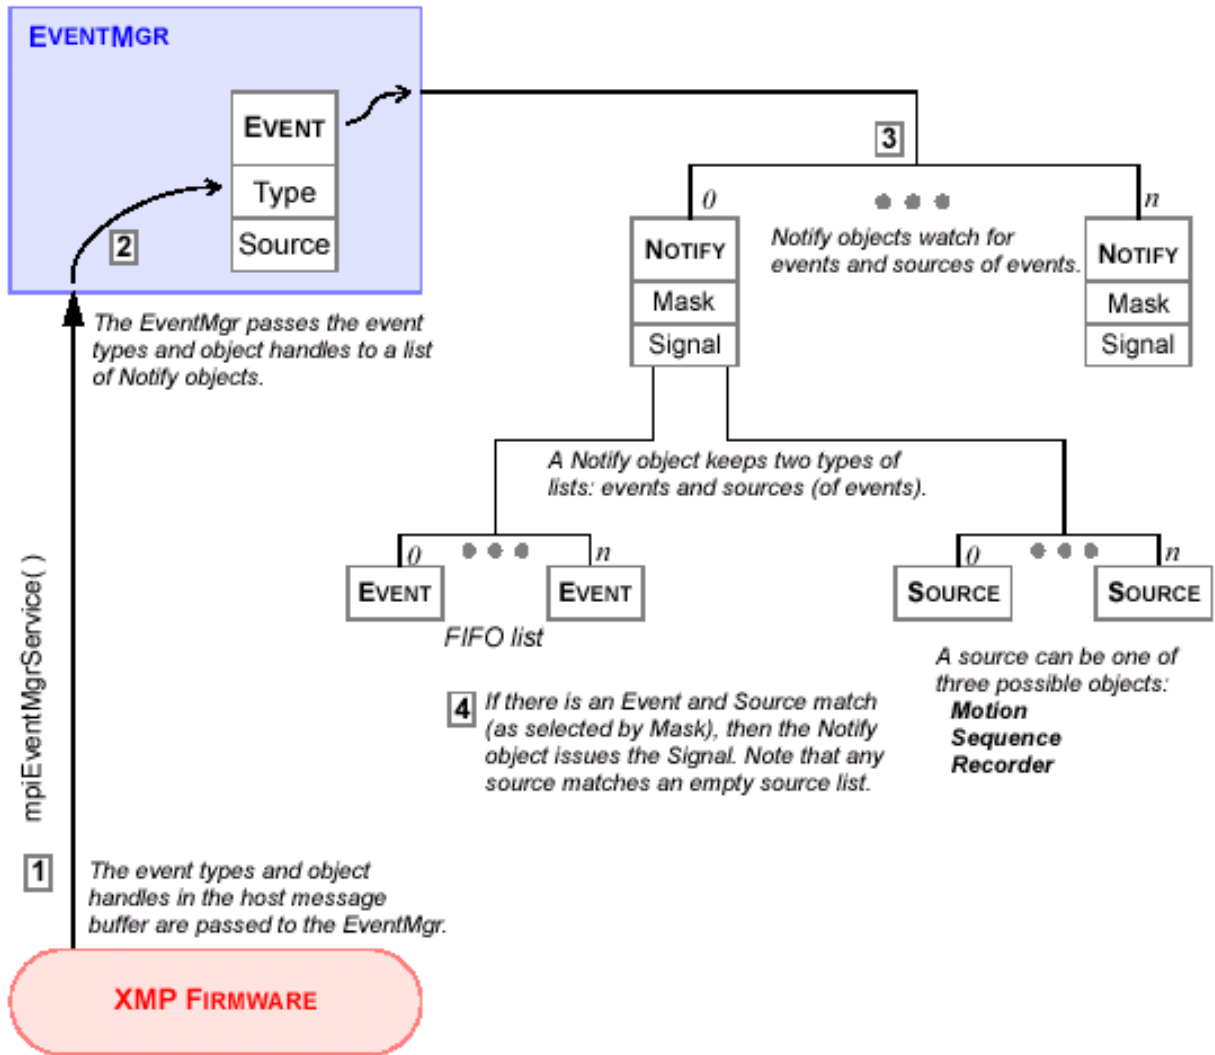 EVENTMGR
EVENT
Type
Source
2
The EventMgr passes the event
types and object handles to a list
of Notify objects.
3
0
n
Notify objects watch for
events and sources of events.
NOTIFY
Mask
Signal
NOTIFY
Mask
Signal
A Notify object keeps two types of
lists: events and sources (of events).
0
n
EVENT
EVENT
FIFO list
0
n
SOURCE
SOURCE
A source can be one of
three possible objects:
Motion
Sequence
Recorder
4
If there is an Event and Source match
(as selected by Mask), then the Notify
object issues the Signal. Note that any
source matches an empty source list.
mpiEventMgrService( )
1
The event types and object
handles in the host message
buffer are passed to the EventMgr.
XMP FIRMWARE